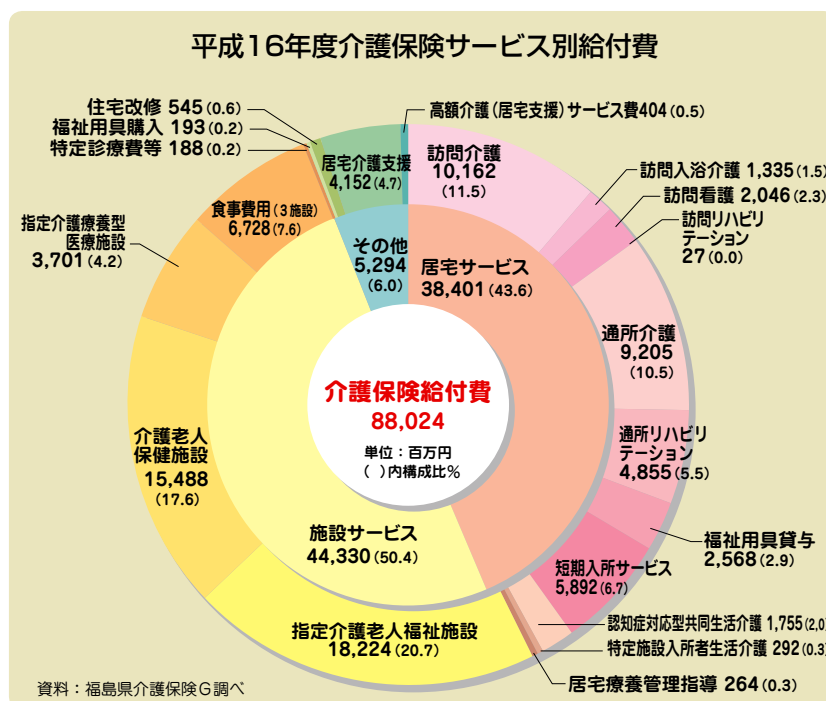 平成16年度介護保険サービス別給付費
住宅改修 545(0.6)
福祉用具購入 193(0.2)
特定診療費等 188(0.2)
居宅介護支援
4,152(4.7)
高額介護(居宅支援)サービス費404(0.5)
訪問介護
10,162
(11.5)
訪問入浴介護 1,335(1.5)
訪問看護 2,046(2.3)
訪問リハビリ
テーション
27(0.0)
食事費用(3施設)
6,728(7.6)
指定介護療養型
医療施設
3,701(4.2)
その他
5,294
(6.0)
居宅サービス
38,401(43.6)
通所介護
9,205
(10.5)
介護保険給付費
88,024
単位:百万円
( )内構成比%
通所リハビリ
テーション
4,855(5.5)
介護老人
保健施設
15,488
(17.6)
施設サービス
44,330(50.4)
福祉用具貸与
2,568(2.9)
短期入所サービス
5,892(6.7)
指定介護老人福祉施設
18,224(20.7)
認知症対応型共同生活介護 1,755(2.0
特定施設入所者生活介護 292(0.3)
居宅療養管理指導 264(0.3)
資料:福島県介護保険G調べ